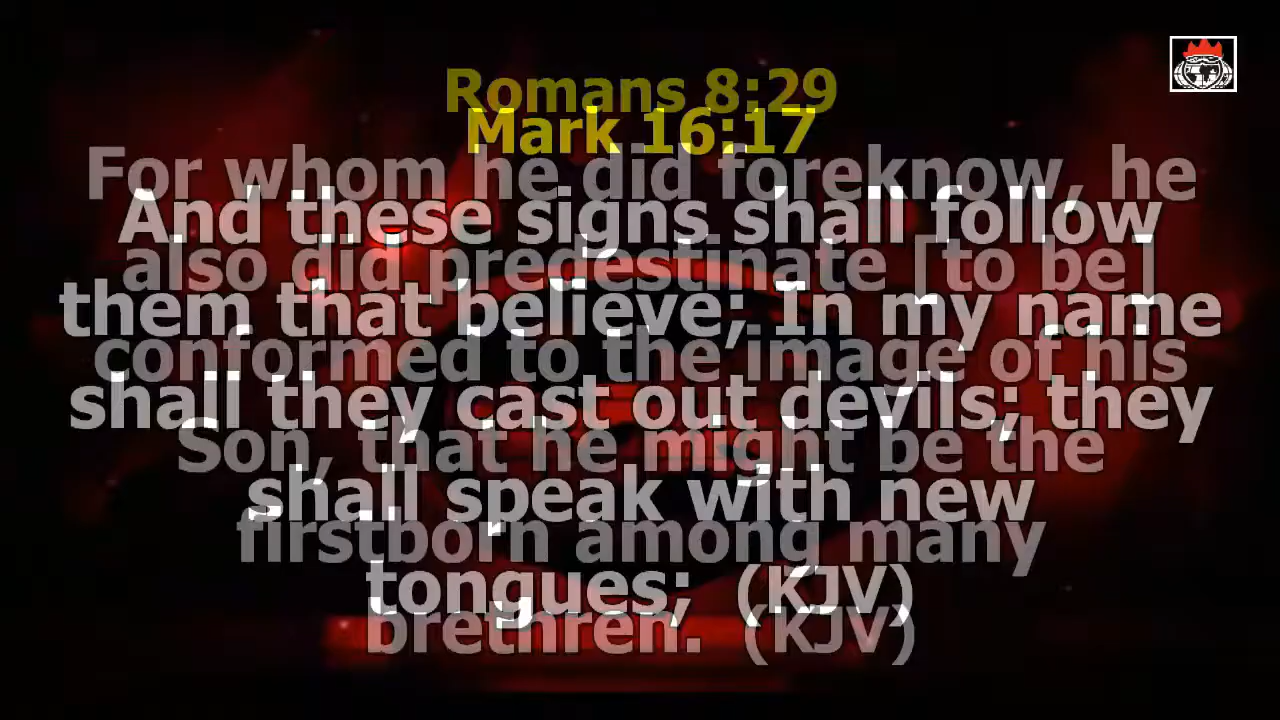 Romans 8:29
For whom he did foreknow, he
also did predestinate [to be]
conformed to the image of his
Son, that he might be the
firstborn among many
brethren. (KJV)
Mark 16:17
And these signs shall follow
them that believe; In my name
shall they cast out devils; they
shall speak with new
tongues; (KJV)